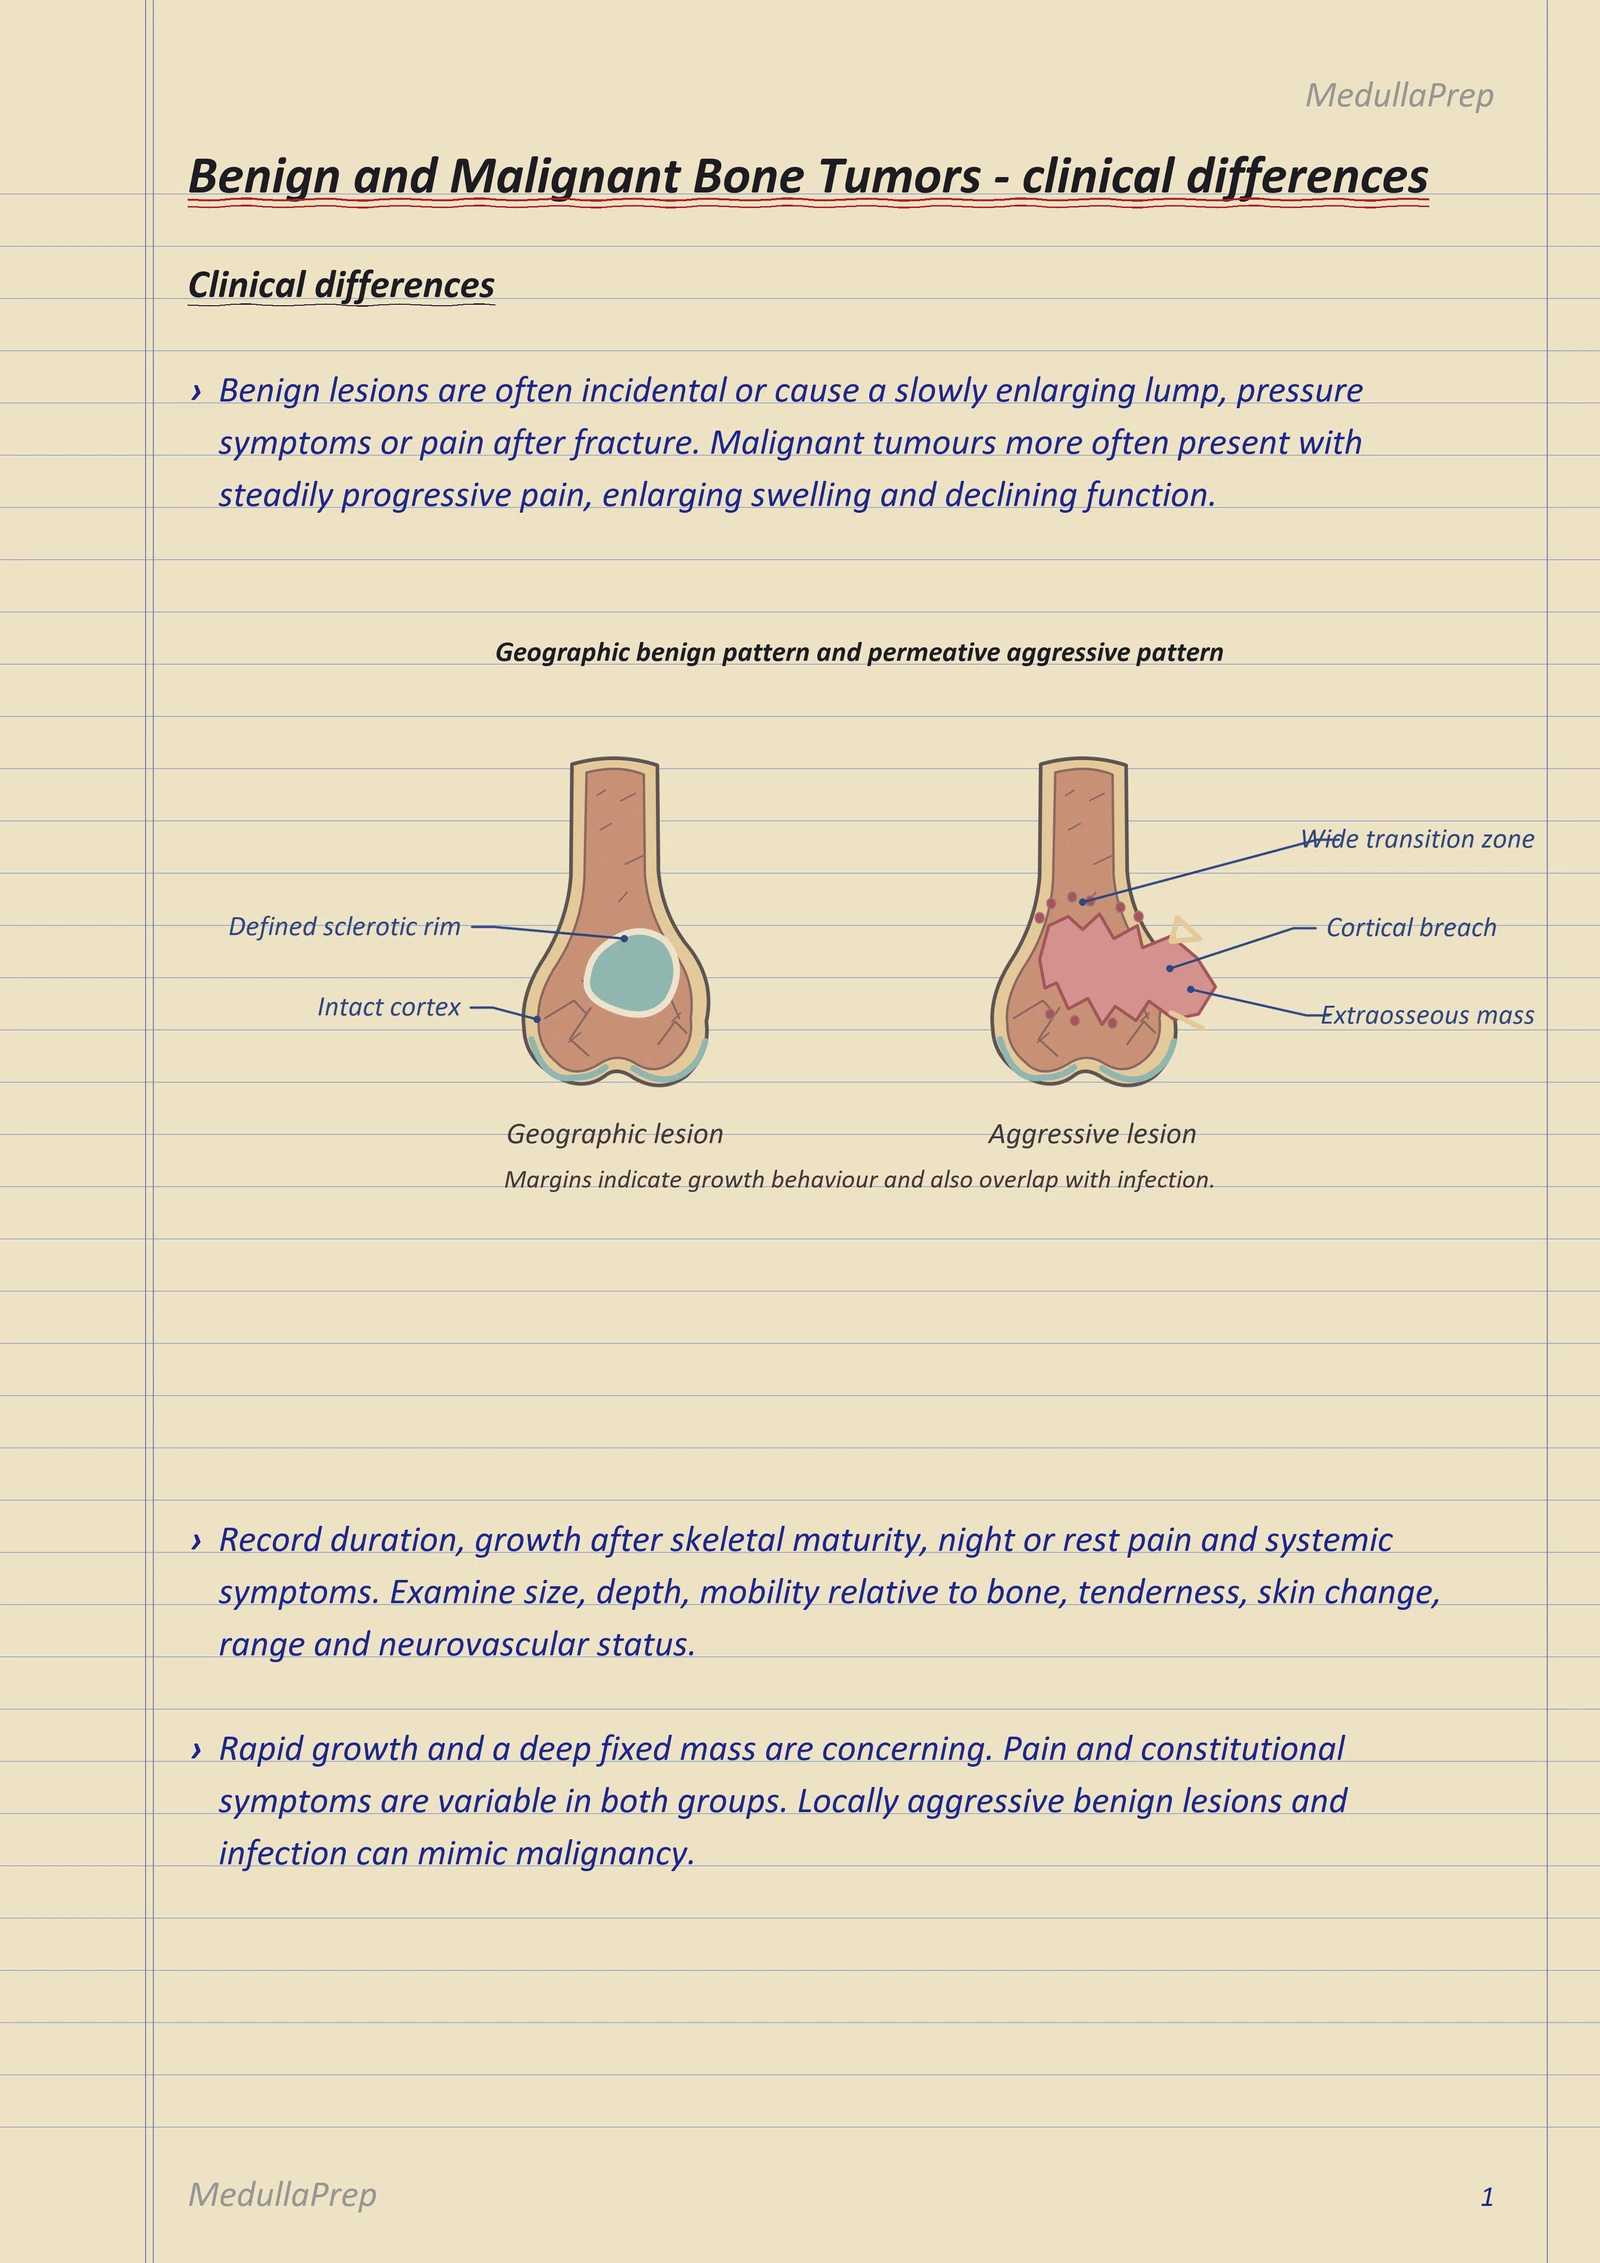 MedullaPrep
Benign and Malignant Bone Tumors - clinical differences
Clinical differences
› Benign lesions are often incidental or cause a slowly enlarging lump, pressure
symptoms or pain after fracture. Malignant tumours more often present with
steadily progressive pain, enlarging swelling and declining function.
Geographic benign pattern and permeative aggressive pattern
Wide transition zone
Defined sclerotic rim
Cortical breach
Intact cortex
Extraosseous mass
Geographic lesion
Aggressive lesion
Margins indicate growth behaviour and also overlap with infection.
› Record duration, growth after skeletal maturity, night or rest pain and systemic
symptoms. Examine size, depth, mobility relative to bone, tenderness, skin change,
range and neurovascular status.
› Rapid growth and a deep fixed mass are concerning. Pain and constitutional
symptoms are variable in both groups. Locally aggressive benign lesions and
infection can mimic malignancy.
MedullaPrep
1